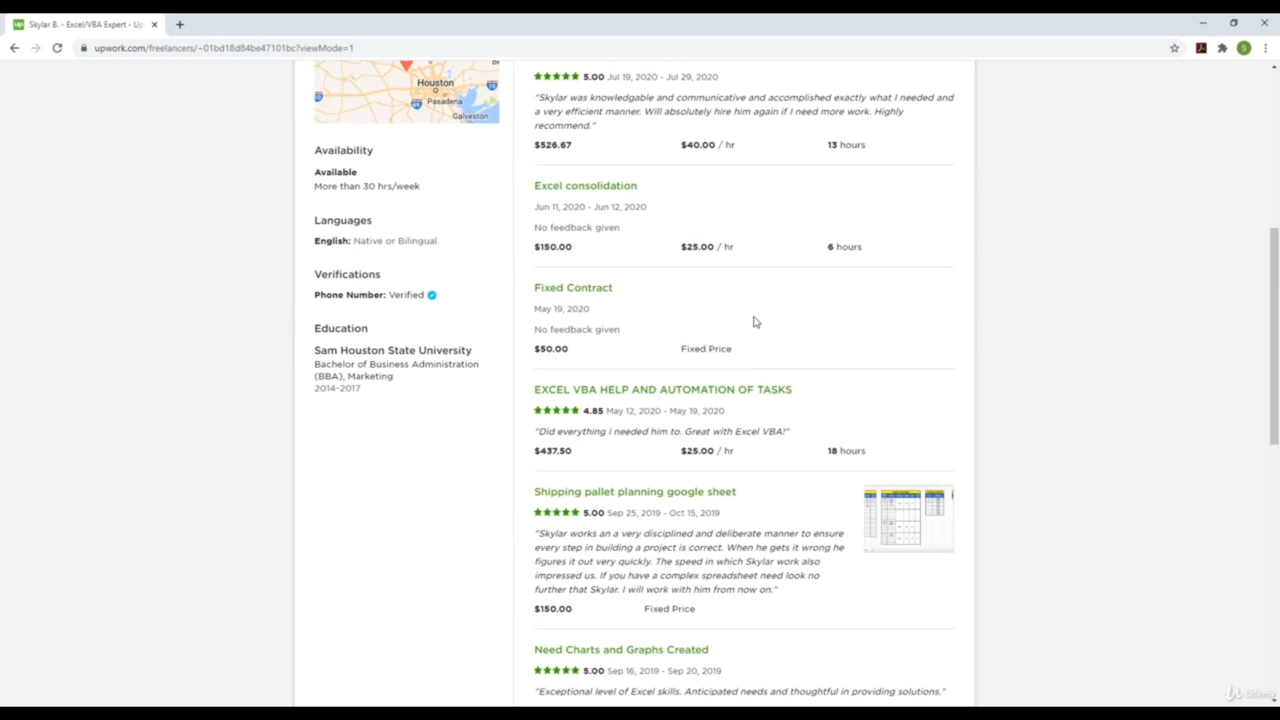 Skylar B. - Excel/VBA Expert - Up
upwork.com/freelancers/~01bd18d84be47101bc?viewMode=1
S
Houston
Pasadena
Galveston
10
10
69
Availability
Available
More than 30 hrs/week
Languages
English: Native or Bilingual
Verifications
Phone Number: Verified
Education
Sam Houston State University
Bachelor of Business Administration
(BBA), Marketing
2014-2017
5.00 Jul 19, 2020 - Jul 29, 2020
"Skylar was knowledgable and communicative and accomplished exactly what I needed and
a very efficient manner. Will absolutely hire him again if I need more work. Highly
recommend."
$526.67 $40.00 / hr 13 hours
Excel consolidation
Jun 11, 2020 - Jun 12, 2020
No feedback given
$150.00 $25.00 / hr 6 hours
Fixed Contract
May 19, 2020
No feedback given
$50.00 Fixed Price
EXCEL VBA HELP AND AUTOMATION OF TASKS
4.85 May 12, 2020 - May 19, 2020
"Did everything i needed him to. Great with Excel VBA!"
$437.50 $25.00 / hr 18 hours
Shipping pallet planning google sheet
5.00 Sep 25, 2019 - Oct 15, 2019
"Skylar works an a very disciplined and deliberate manner to ensure
every step in building a project is correct. When he gets it wrong he
figures it out very quickly. The speed in which Skylar work also
impressed us. If you have a complex spreadsheet need look no
further that Skylar. I will work with him from now on."
$150.00 Fixed Price
Need Charts and Graphs Created
5.00 Sep 16, 2019 - Sep 20, 2019
"Exceptional level of Excel skills. Anticipated needs and thoughtful in providing solutions."
Udemy